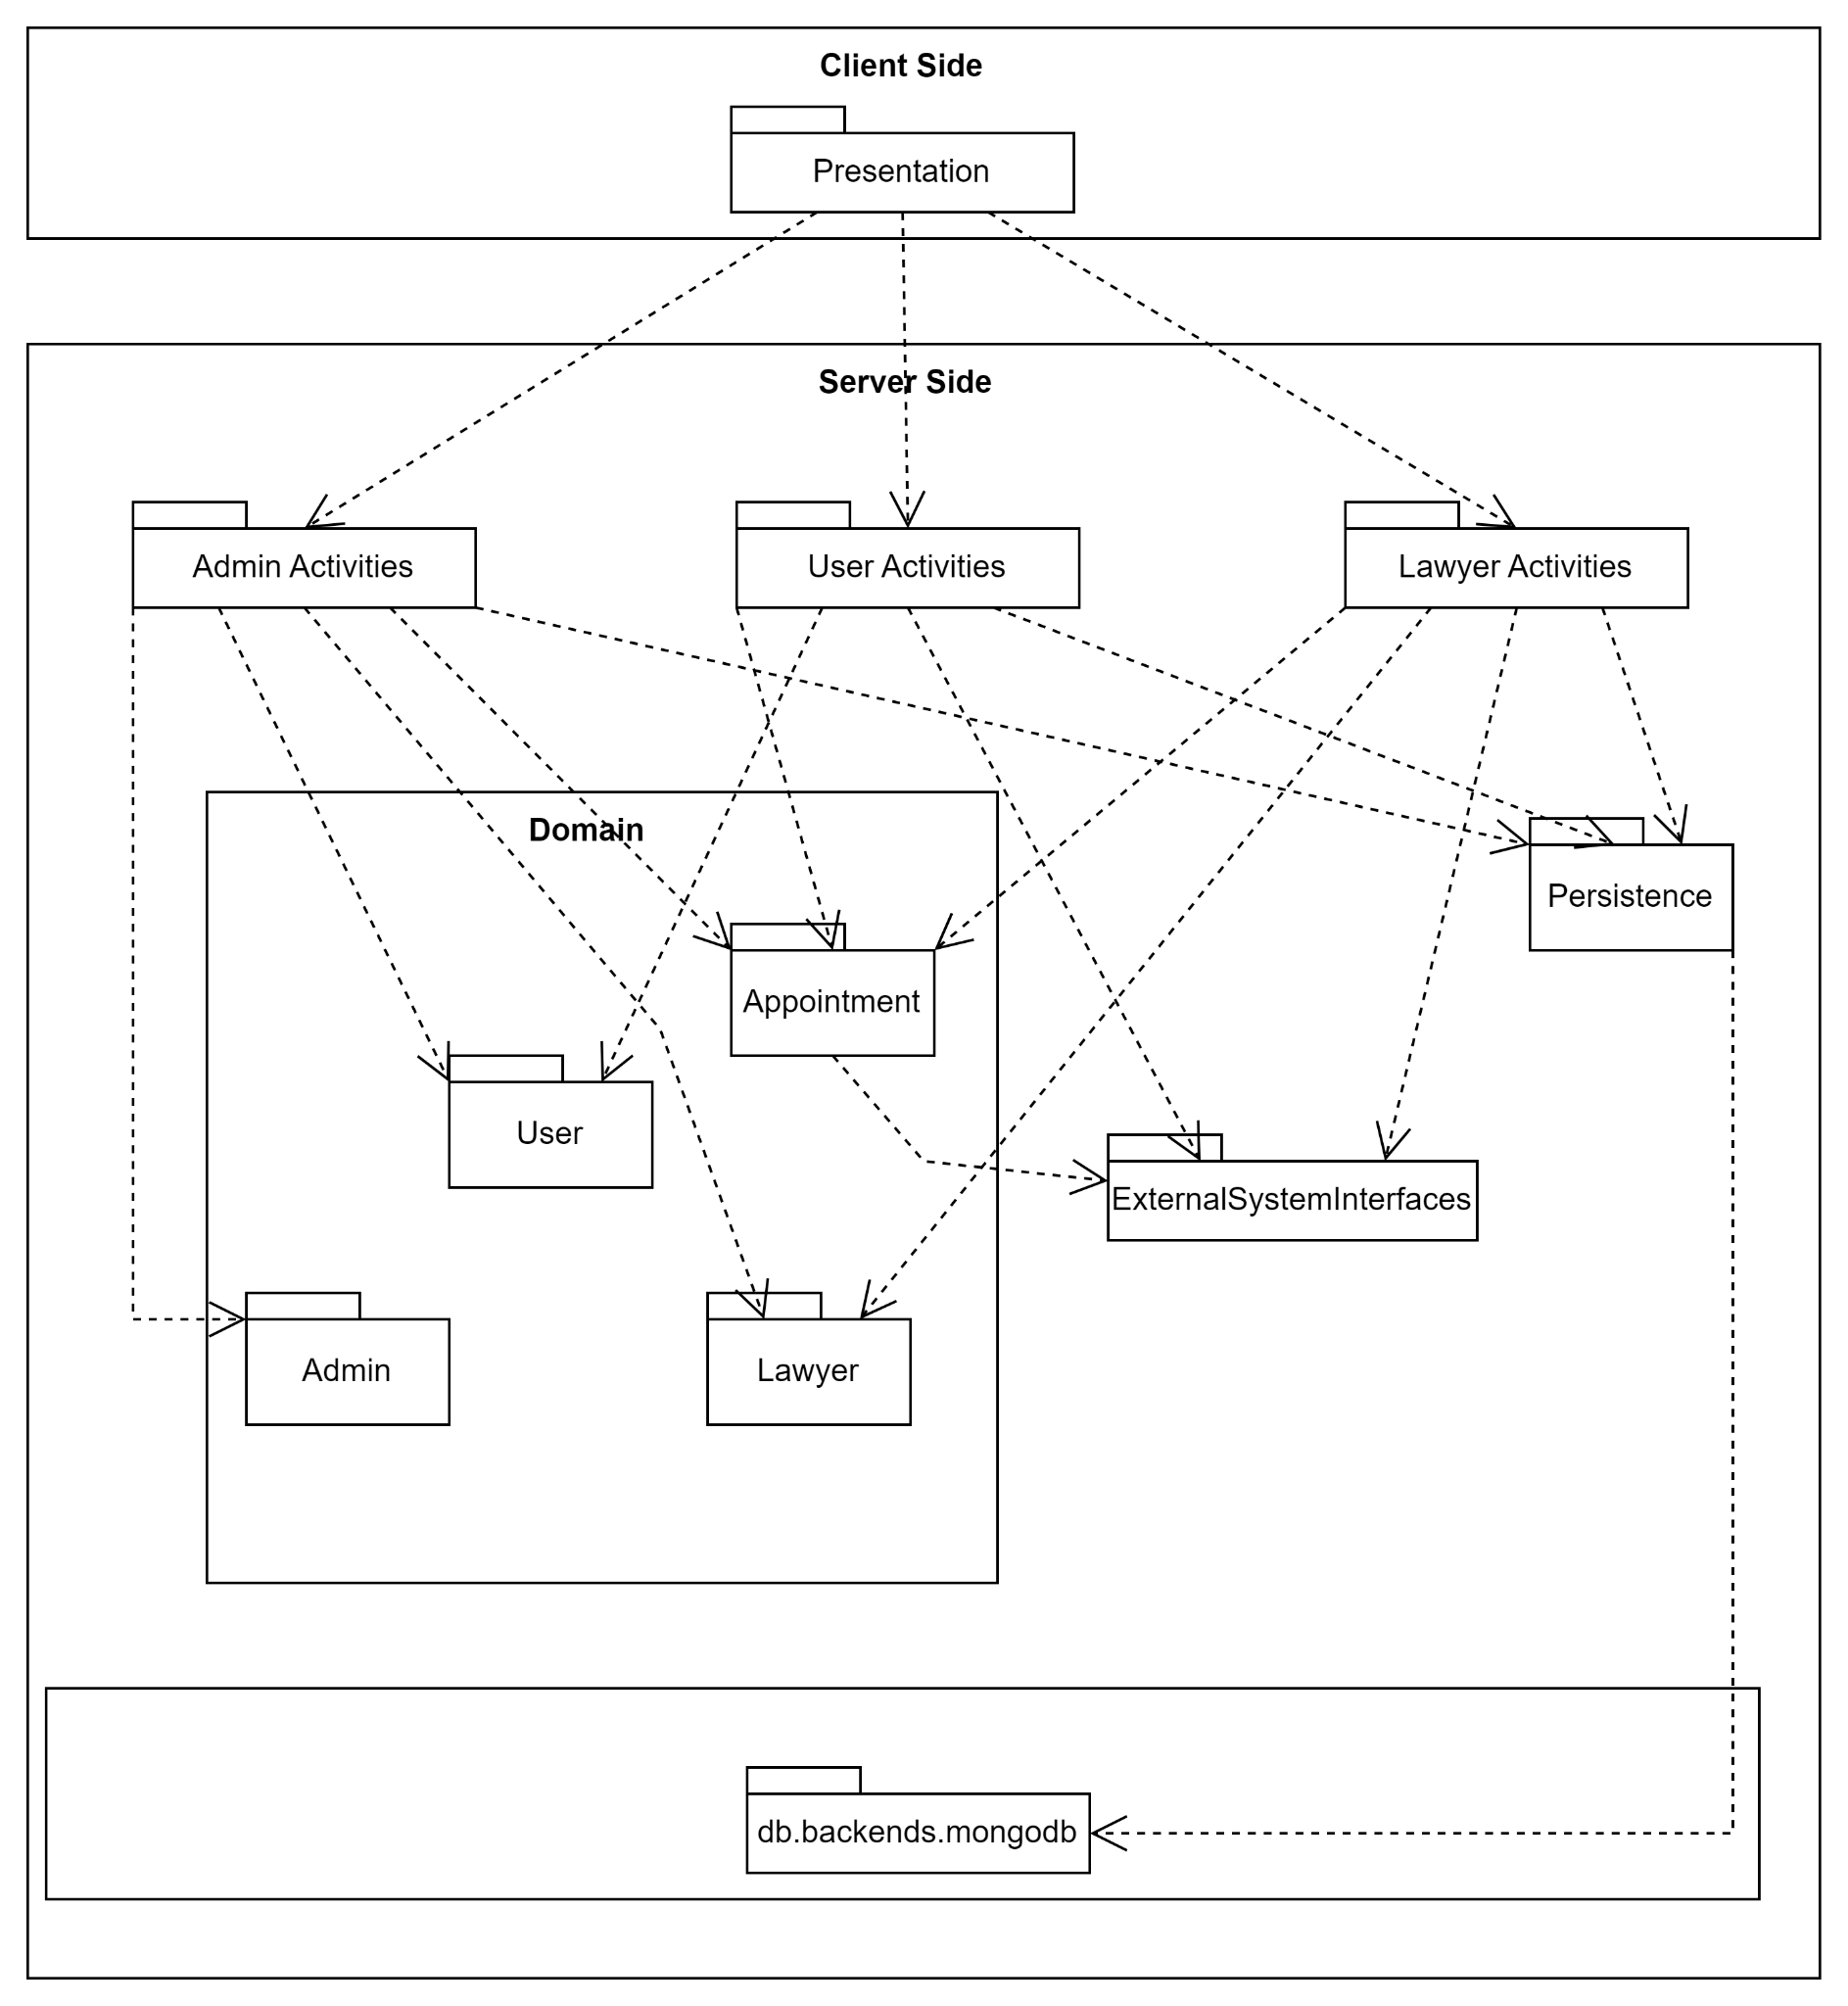 Client Side
Presentation
Server Side
Admin Activities
User Activities
Lawyer Activities
Domain
Persistence
Appointment
User
ExternalSystemInterfaces
Admin
Lawyer
db.backends.mongodb